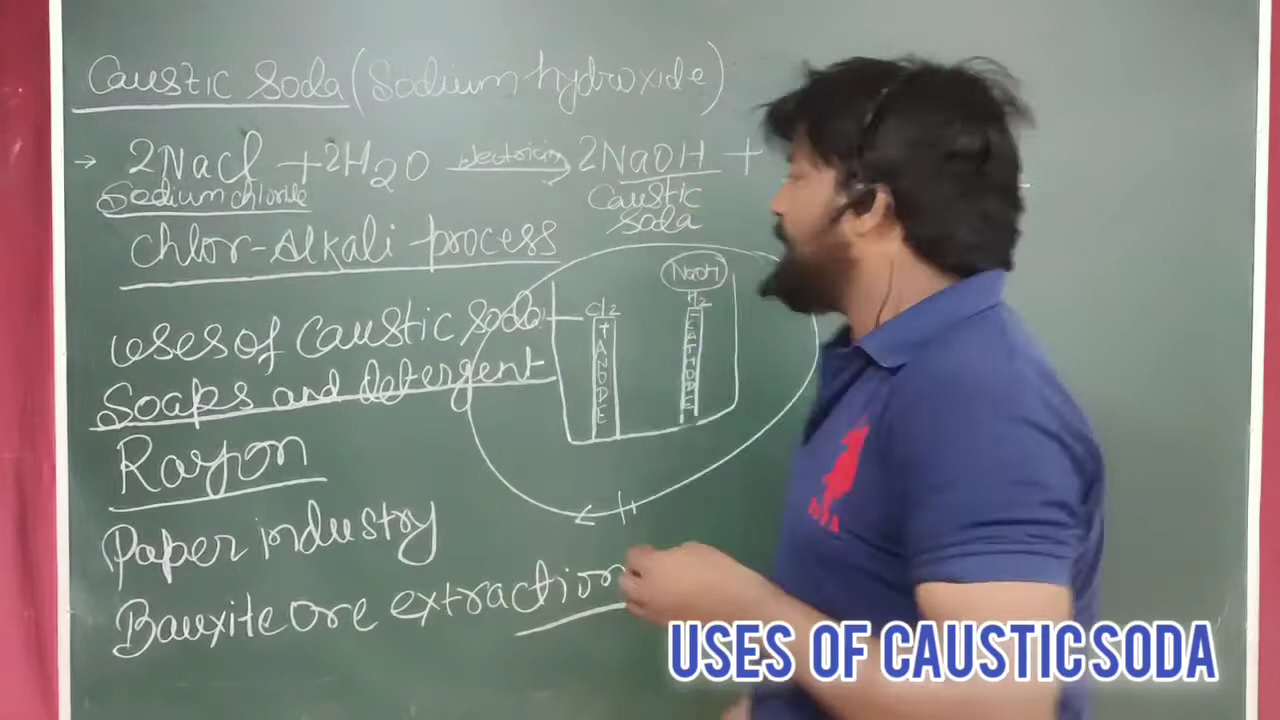 Caustic soda (Sodium hydroxide)
→ 2NaCl + 2H2O electricity → 2NaOH +
Sodium chloride
Caustic
soda
Chlor-Alkali process
NaOH
Cl2
H2
+ ANODE
- CATHODE
uses of caustic soda
Soaps and detergent
Rayon
Paper industry
Bauxite ore extraction
USES OF CAUSTIC SODA